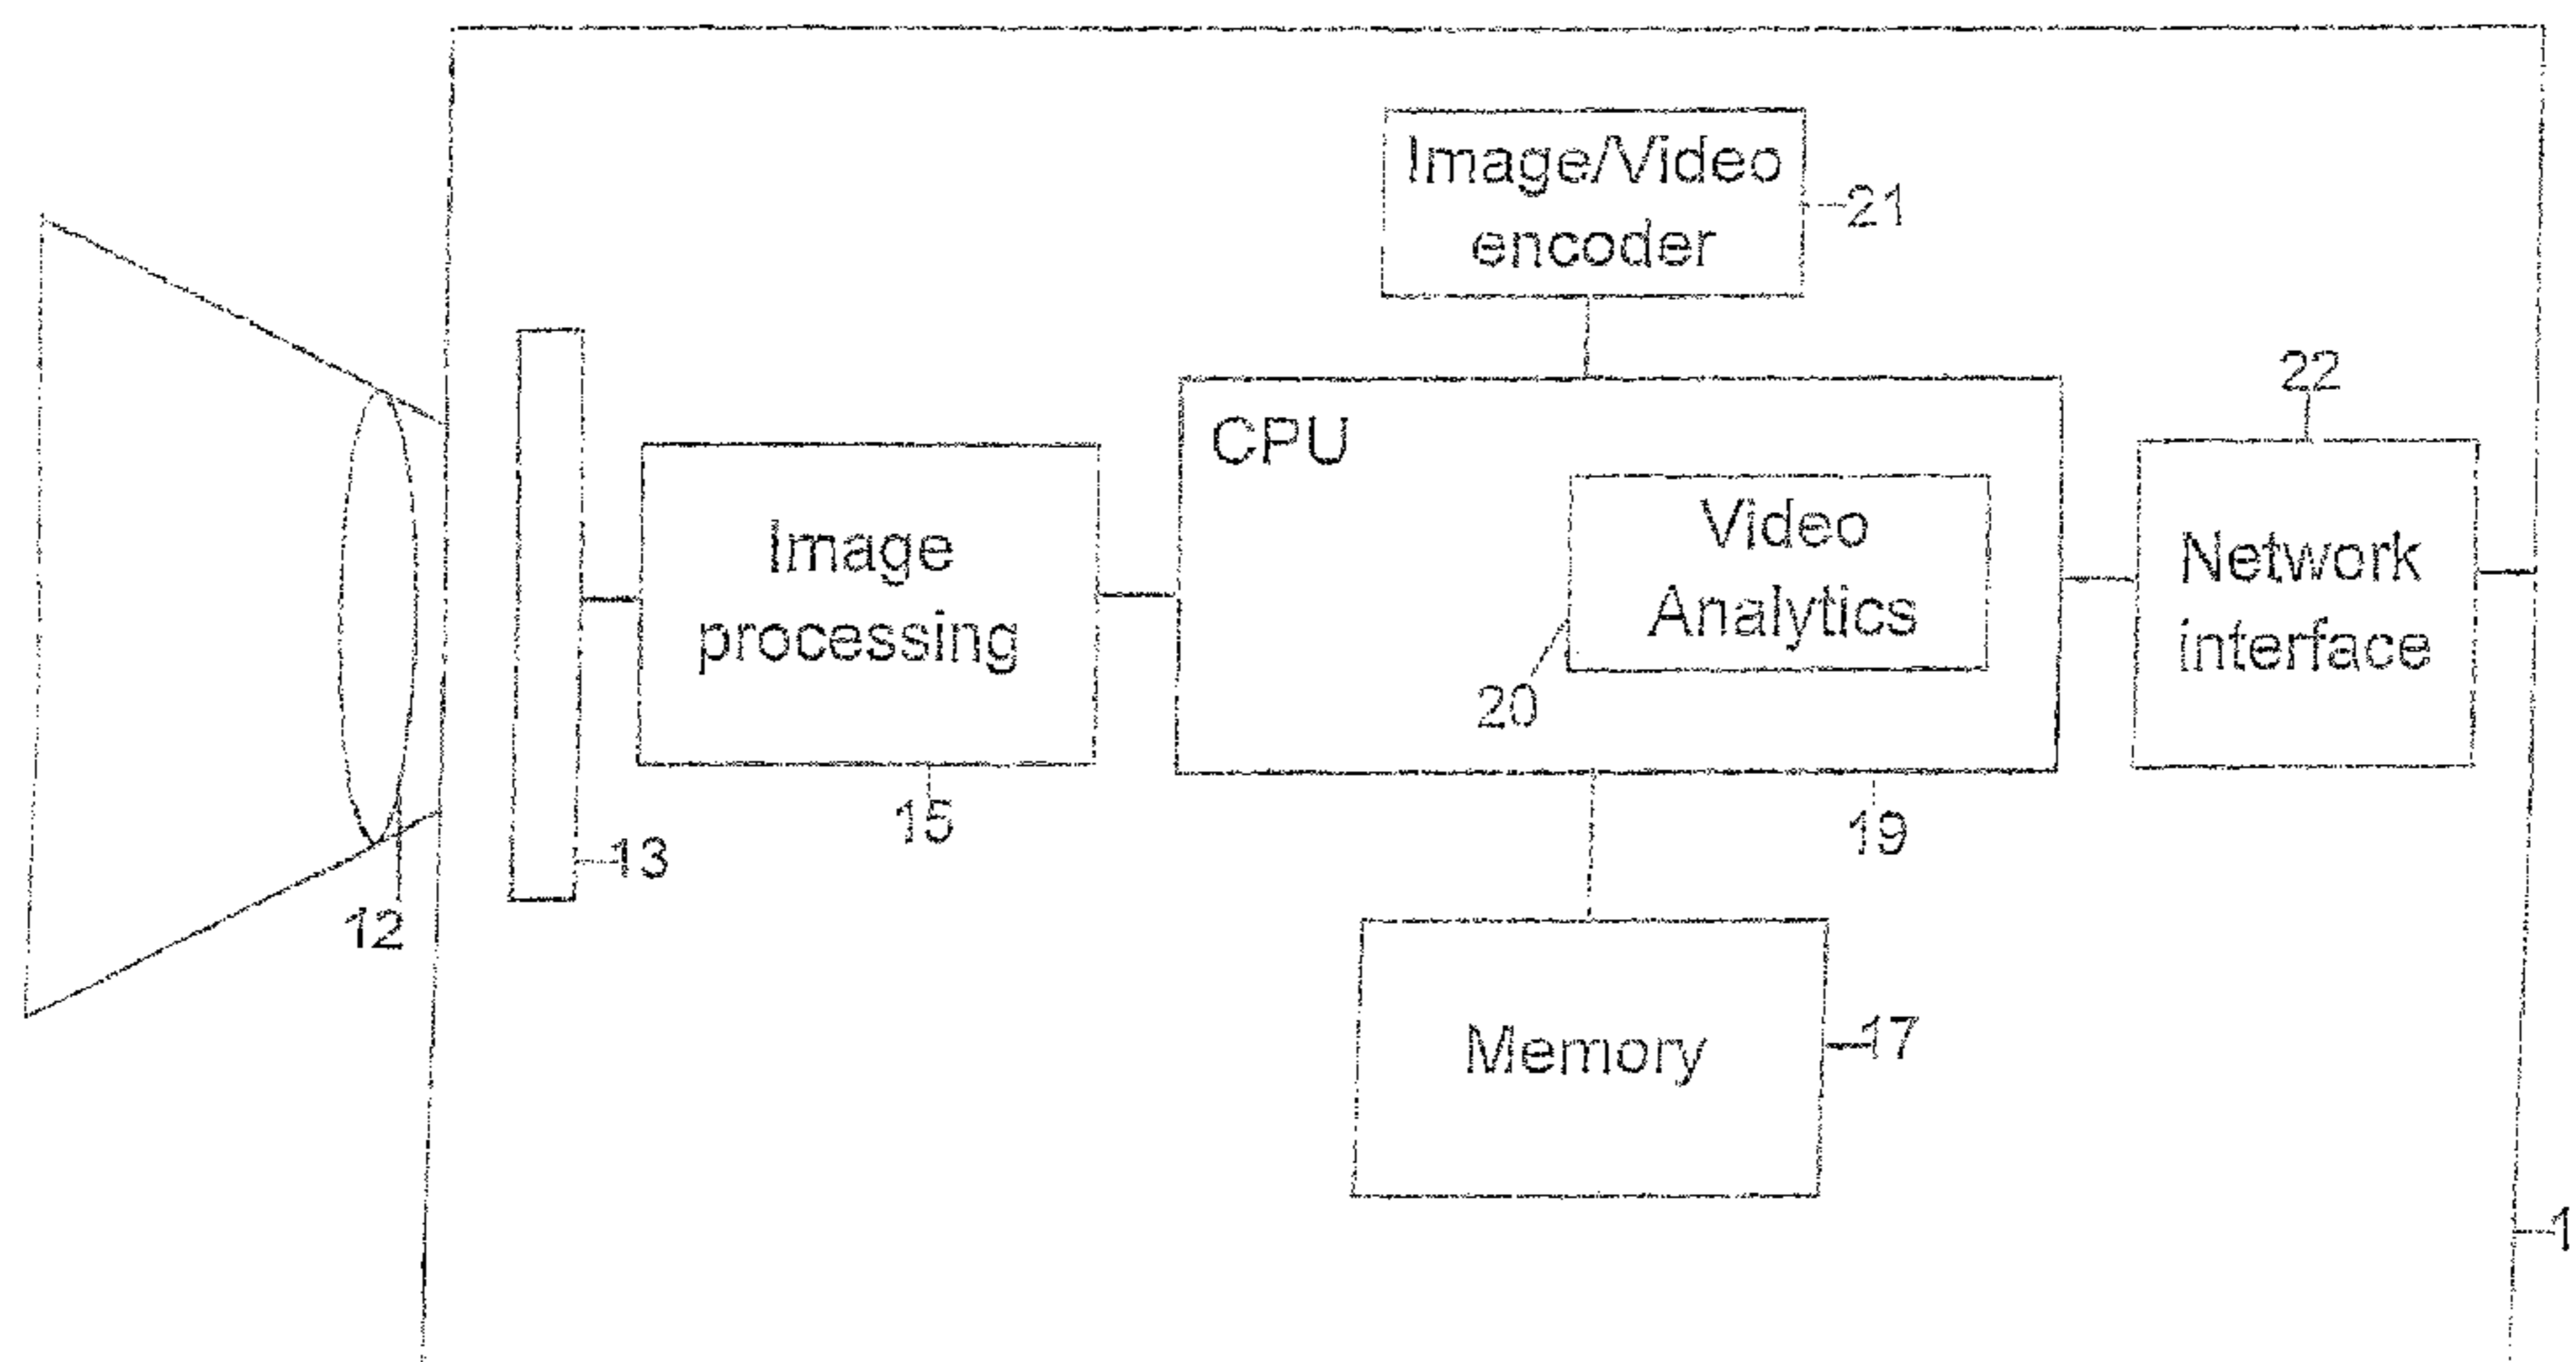 Image/Video
encoder
21
22
CPU
Video
Analytics
20
Network
interface
Image
processing
15
19
13
12
Memory
17
1